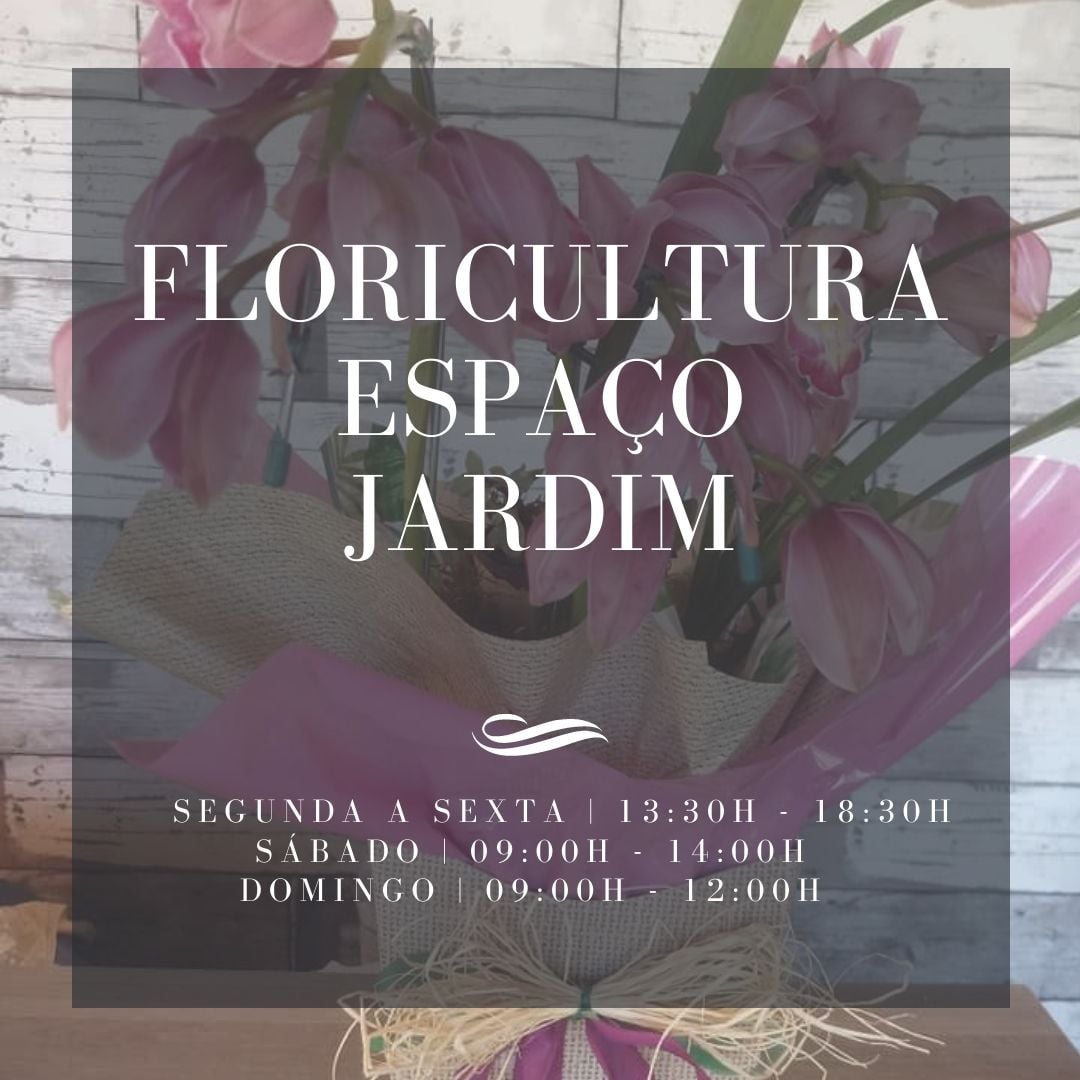 FLORICULTURA
ESPAÇO
JARDIM
SEGUNDA A SEXTA | 13:30H - 18:30H
SÁBADO | 09:00H - 14:00H
DOMINGO | 09:00H - 12:00H